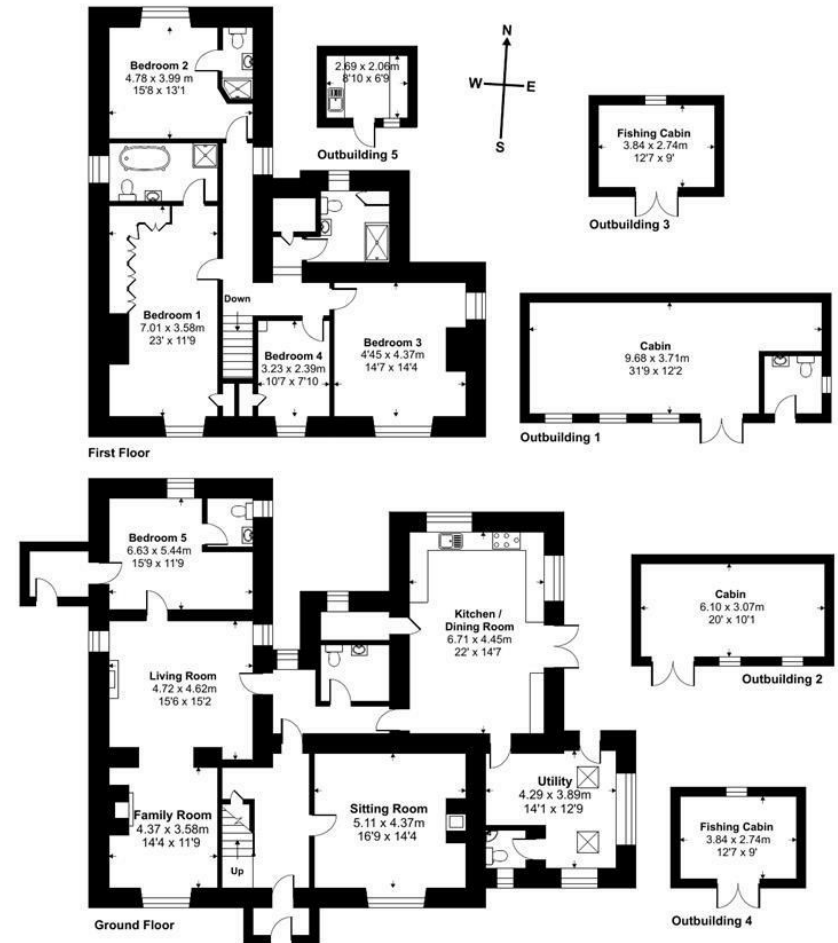 Bedroom 2
4.78 x 3.99 m
15'8 x 13'1
2.69 x 2.06m
8'10 x 6'9
Outbuilding 5
N
W
E
S
Fishing Cabin
3.84 x 2.74m
12'7 x 9'
Outbuilding 3
Bedroom 1
7.01 x 3.58m
23' x 11'9
Down
Bedroom 4
3.23 x 2.39m
10'7 x 7'10
Bedroom 3
4'45 x 4.37m
14'7 x 14'4
First Floor
Cabin
9.68 x 3.71m
31'9 x 12'2
Outbuilding 1
Bedroom 5
6.63 x 5.44m
15'9 x 11'9
Kitchen /
Dining Room
6.71 x 4.45m
22' x 14'7
Cabin
6.10 x 3.07m
20' x 10'1
Outbuilding 2
Living Room
4.72 x 4.62m
15'6 x 15'2
Family Room
4.37 x 3.58m
14'4 x 11'9
Up
Sitting Room
5.11 x 4.37m
16'9 x 14'4
Utility
4.29 x 3.89m
14'1 x 12'9
Fishing Cabin
3.84 x 2.74m
12'7 x 9'
Outbuilding 4
Ground Floor